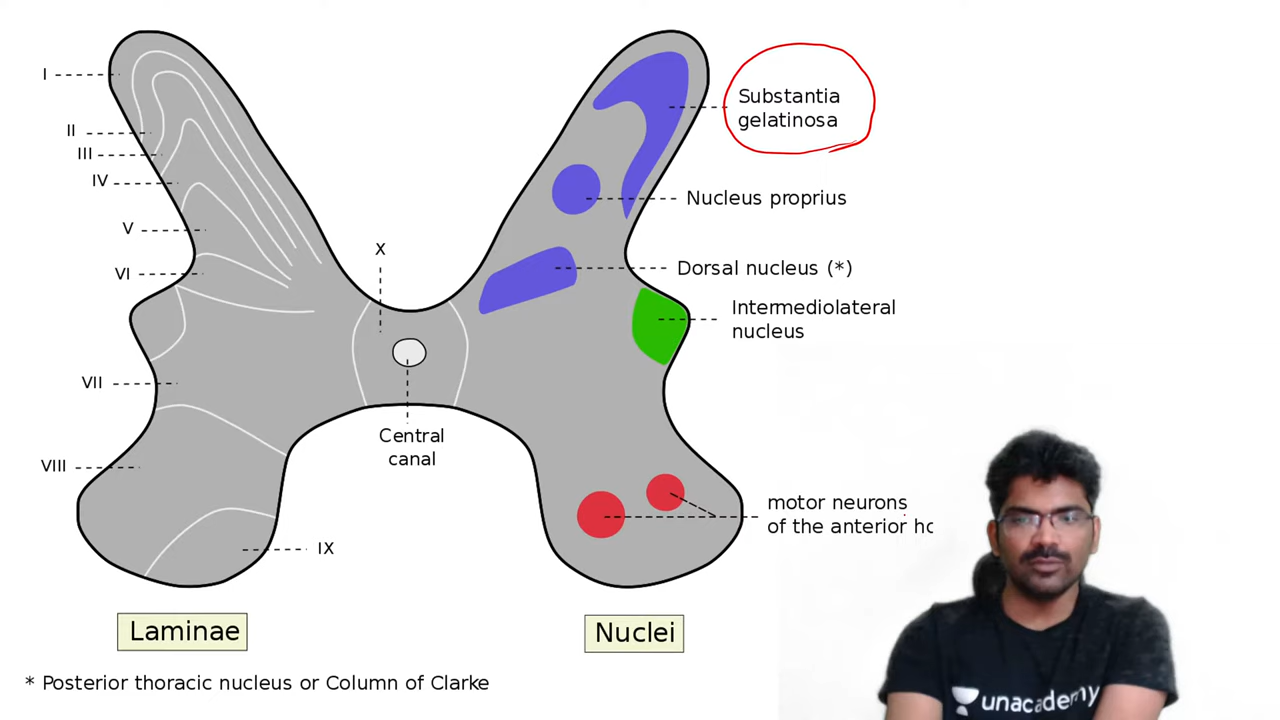 I
II
III
IV
V
VI
VII
VIII
IX
X
Central
canal
Substantia
gelatinosa
Nucleus proprius
Dorsal nucleus (*)
Intermediolateral
nucleus
motor neurons
of the anterior hc
Laminae
Nuclei
* Posterior thoracic nucleus or Column of Clarke
unacademy